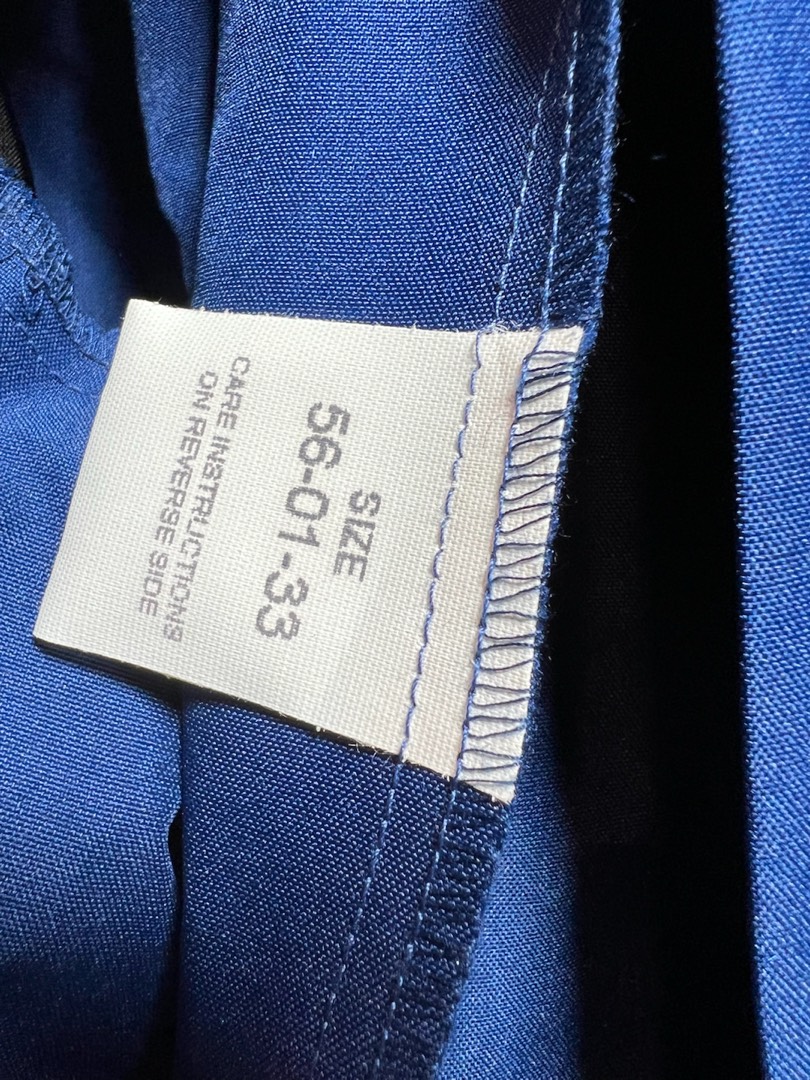 SIZE
56-01-33
CARE INSTRUCTIONS
ON REVERSE SIDE